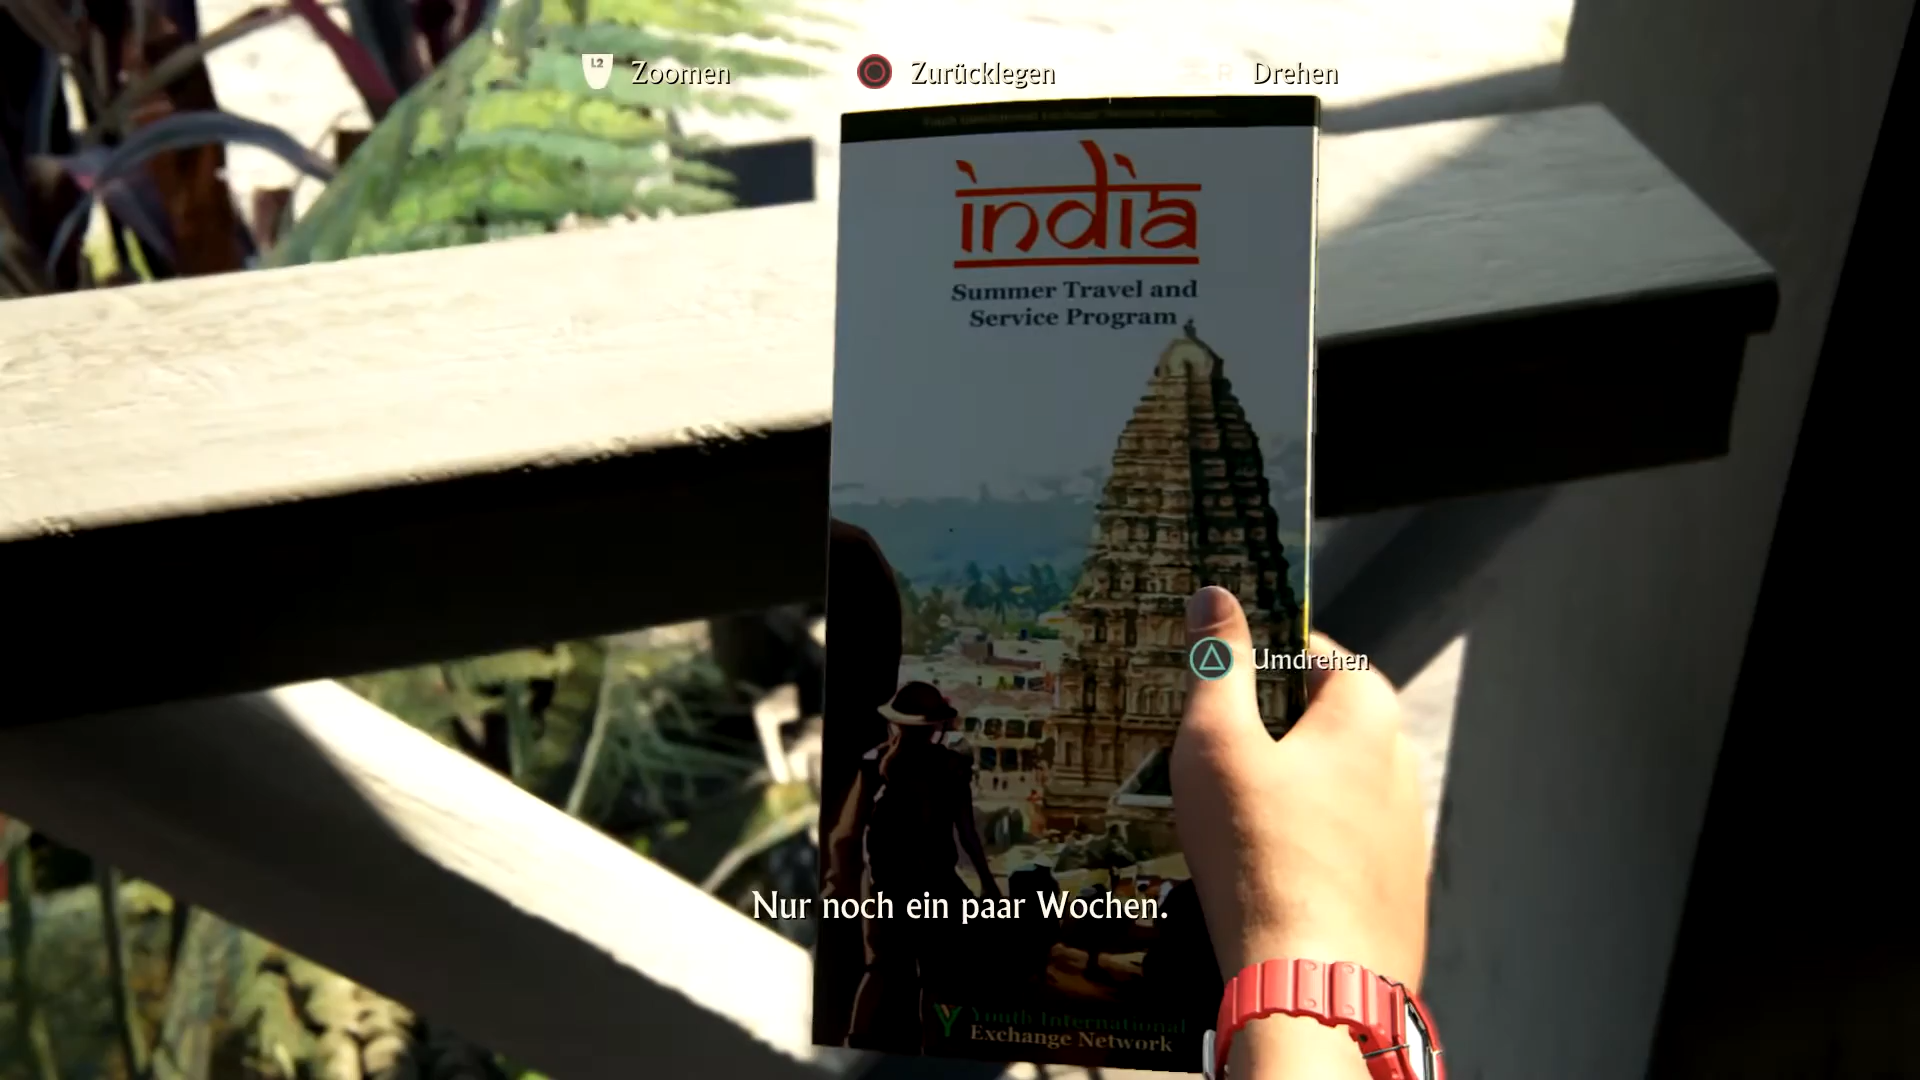 L2 Zoomen
Zurücklegen
Drehen
india
Summer Travel and
Service Program
Umdrehen
Nur noch ein paar Wochen.
Youth International
Exchange Network